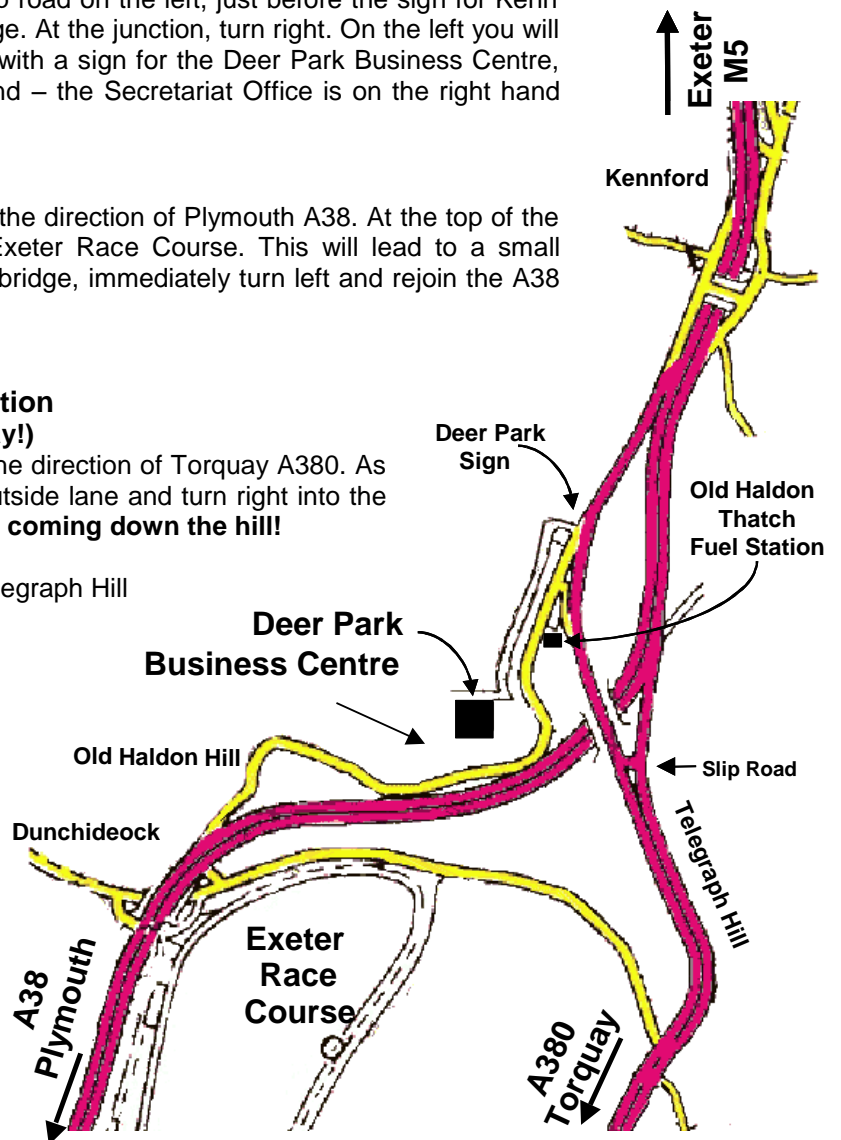 road on the left, just before the sign for Kenn
ge. At the junction, turn right. On the left you will
with a sign for the Deer Park Business Centre,
nd – the Secretariat Office is on the right hand
Exeter
M5
Kennford
the direction of Plymouth A38. At the top of the
Exeter Race Course. This will lead to a small
bridge, immediately turn left and rejoin the A38
tion
y!)
he direction of Torquay A380. As
utside lane and turn right into the
coming down the hill!
elegraph Hill
Deer Park
Sign
Old Haldon
Thatch
Fuel Station
Deer Park
Business Centre
Old Haldon Hill
Slip Road
Dunchideock
Telegraph Hill
Exeter
Race
Course
A38
Plymouth
A380
Torquay